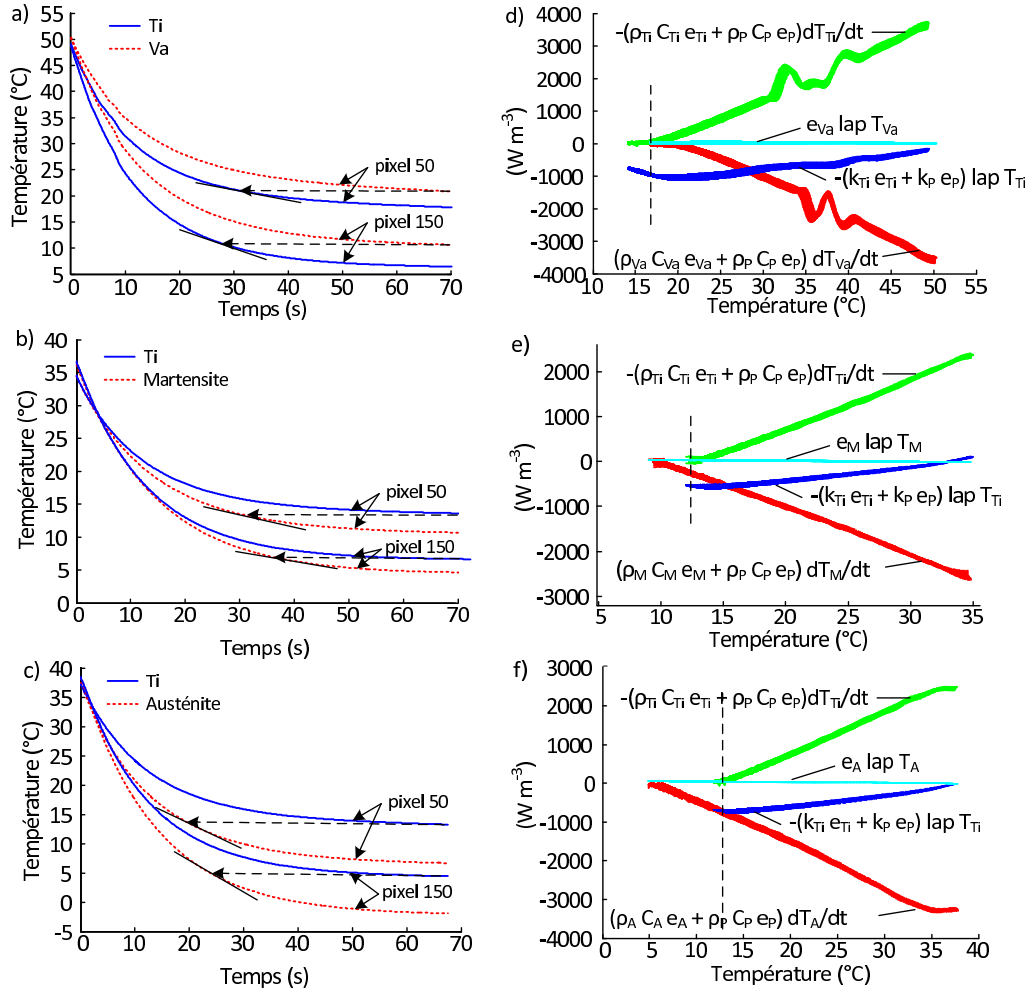 a)
Ti
Va
Température (°C)
55
50
45
40
35
30
25
20
15
10
5
pixel 50
pixel 150
0 10 20 30 40 50 60 70
Temps (s)
b)
Ti
Martensite
Température (°C)
40
35
30
25
20
15
10
5
0
pixel 50
pixel 150
0 10 20 30 40 50 60 70
Temps (s)
c)
Ti
Austénite
Température (°C)
40
35
30
25
20
15
10
5
0
-5
pixel 50
pixel 150
0 10 20 30 40 50 60 70
Temps (s)
d)
(W m-3)
4000
3000
2000
1000
0
-1000
-2000
-3000
-4000
-(ρTi CTi eTi + ρP CP eP)dTTi/dt
eVa lap TVa
-(kTi eTi + kP eP) lap TTi
(ρVa CVa eVa + ρP CP eP) dTVa/dt
10 15 20 25 30 35 40 45 50 55
Température (°C)
e)
(W m-3)
2000
1000
0
-1000
-2000
-3000
-(ρTi CTi eTi + ρP CP eP)dTTi/dt
eM lap TM
-(kTi eTi + kP eP) lap TTi
(ρM CM eM + ρP CP eP) dTM/dt
5 10 15 20 25 30 35
Température (°C)
f)
(W m-3)
3000
2000
1000
0
-1000
-2000
-3000
-4000
-(ρTi CTi eTi + ρP CP eP)dTTi/dt
eA lap TA
-(kTi eTi + kP eP) lap TTi
(ρA CA eA + ρP CP eP) dTA/dt
0 5 10 15 20 25 30 35 40
Température (°C)